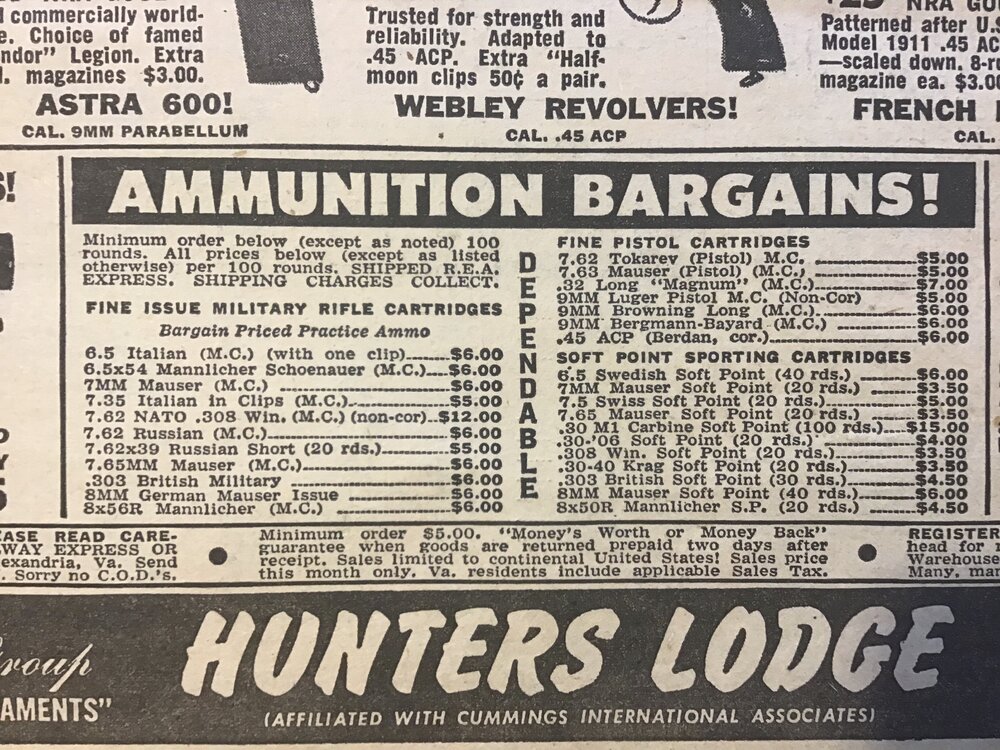 commercially world-
e. Choice of famed
ndor" Legion. Extra
. magazines $3.00.
ASTRA 600!
CAL. 9MM PARABELLUM
Trusted for strength and
reliability. Adapted to
.45 ACP. Extra "Half-
moon clips 50¢ a pair.
WEBLEY REVOLVERS!
CAL. .45 ACP
Patterned after U.S
Model 1911 .45 AC
—scaled down. 8-ru
magazine ea. $3.00
FRENCH
CAL.
S!
AMMUNITION BARGAINS!
Minimum order below (except as noted) 100
rounds. All prices below (except as listed
otherwise) per 100 rounds. SHIPPED R.E.A.
EXPRESS. SHIPPING CHARGES COLLECT.
FINE ISSUE MILITARY RIFLE CARTRIDGES
Bargain Priced Practice Ammo
6.5 Italian (M.C.) (with one clip) $6.00
6.5x54 Mannlicher Schoenauer (M.C.) $6.00
7MM Mauser (M.C.) $6.00
7.35 Italian in Clips (M.C.) $5.00
7.62 NATO .308 Win. (M.C.) (non-cor) $12.00
7.62 Russian (M.C.) $6.00
7.62x39 Russian Short (20 rds.) $5.00
7.65MM Mauser (M.C.) $6.00
.303 British Military $6.00
8MM German Mauser Issue $6.00
8x56R Mannlicher (M.C.) $6.00
DEPENDABLE
FINE PISTOL CARTRIDGES
7.62 Tokarev (Pistol) M.C. $5.00
7.63 Mauser (Pistol) (M.C.) $5.00
.32 Long "Magnum" (M.C.) $7.00
9MM Luger Pistol M.C. (Non-Cor) $5.00
9MM Browning Long (M.C.) $6.00
9MM Bergmann-Bayard (M.C.) $6.00
.45 ACP (Berdan, cor.) $6.00
SOFT POINT SPORTING CARTRIDGES
6.5 Swedish Soft Point (40 rds.) $6.00
7MM Mauser Soft Point (20 rds.) $3.50
7.5 Swiss Soft Point (20 rds.) $5.00
7.65 Mauser Soft Point (20 rds.) $3.50
.30 M1 Carbine Soft Point (100 rds.) $15.00
.30-'06 Soft Point (20 rds.) $4.00
.308 Win. Soft Point (20 rds.) $3.50
.30-40 Krag Soft Point (20 rds.) $3.50
.303 British Soft Point (30 rds.) $4.50
8MM Mauser Soft Point (40 rds.) $6.00
8x50R Mannlicher S.P. (20 rds.) $4.50
EASE READ CARE-
WAY EXPRESS OR
exandria, Va. Send
. Sorry no C.O.D.'s.
Minimum order $5.00. "Money's Worth or Money Back"
guarantee when goods are returned prepaid two days after
receipt. Sales limited to continental United States! Sales price
this month only. Va. residents include applicable Sales Tax.
REGISTER
head for
Warehouse
Many, man
roup
AMENTS"
HUNTERS LODGE
(AFFILIATED WITH CUMMINGS INTERNATIONAL ASSOCIATES)